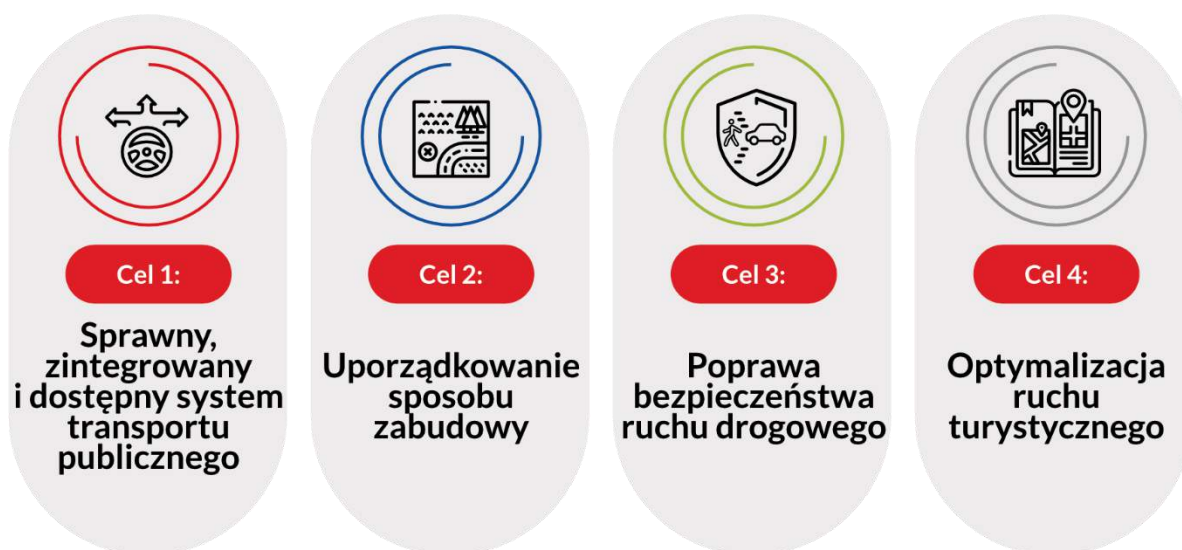 Cel 1:
Sprawny,
zintegrowany
i dostępny system
transportu
publicznego
Cel 2:
Uporządkowanie
sposobu
zabudowy
Cel 3:
Poprawa
bezpieczeństwa
ruchu drogowego
Cel 4:
Optymalizacja
ruchu
turystycznego